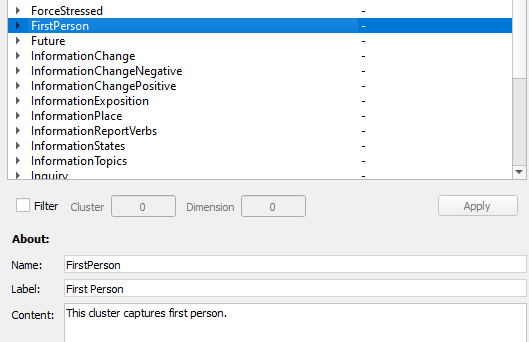 ForceStressed -
FirstPerson -
Future -
InformationChange -
InformationChangeNegative -
InformationChangePositive -
InformationExposition -
InformationPlace -
InformationReportVerbs -
InformationStates -
InformationTopics -
Inquiry -
Filter Cluster 0 Dimension 0 Apply
About:
Name: FirstPerson
Label: First Person
Content: This cluster captures first person.